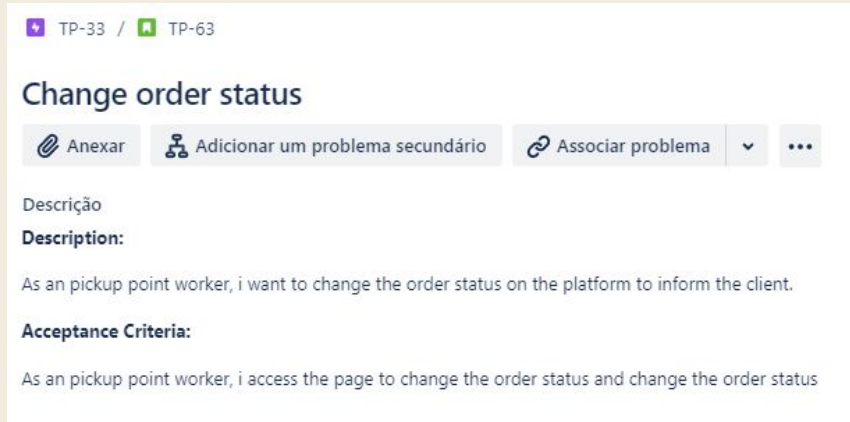 TP-33 / TP-63
Change order status
Anexar Adicionar um problema secundário Associar problema
Descrição
Description:
As an pickup point worker, i want to change the order status on the platform to inform the client.
Acceptance Criteria:
As an pickup point worker, i access the page to change the order status and change the order status